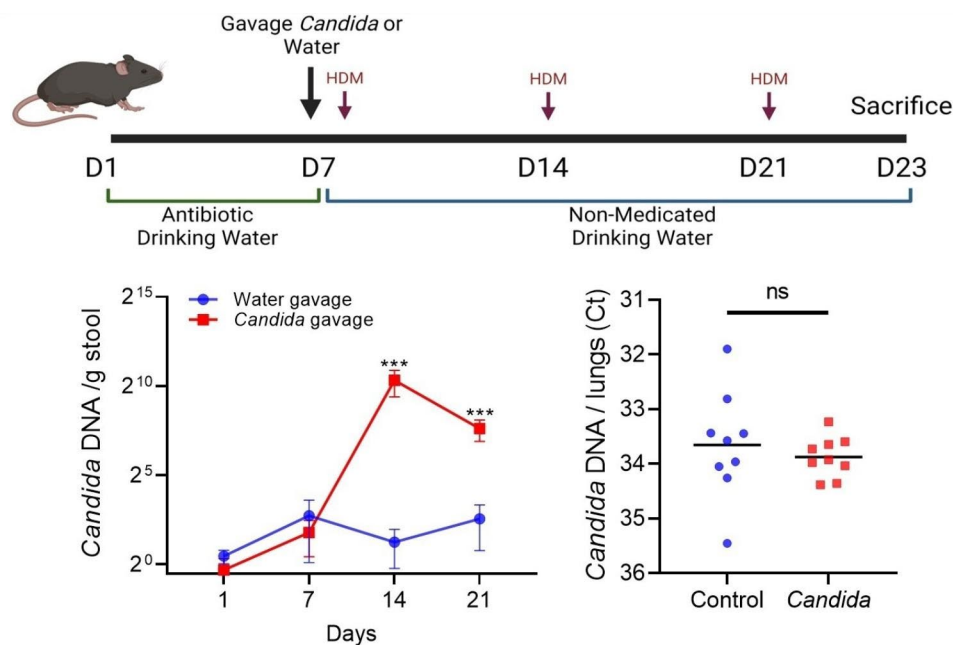 Gavage Candida or
Water
HDM
HDM
HDM
Sacrifice
D1
D7
D14
D21
D23
Antibiotic
Drinking Water
Non-Medicated
Drinking Water
Water gavage
Candida gavage
Candida DNA /g stool
2^15
2^10
2^5
2^0
***
***
1
7
14
21
Days
Candida DNA / lungs (Ct)
31
32
33
34
35
36
ns
Control
Candida